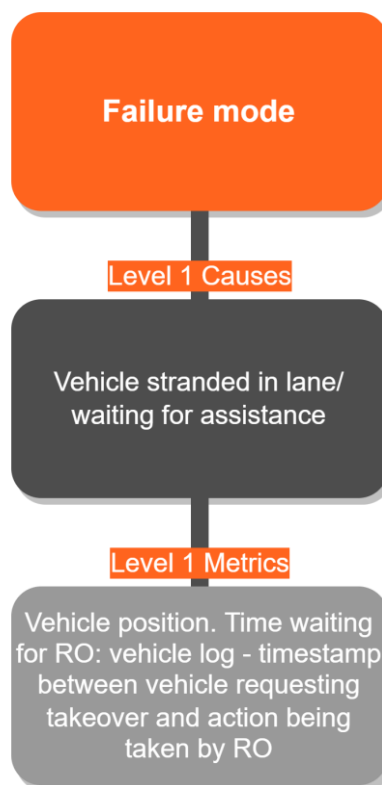 Failure mode
Level 1 Causes
Vehicle stranded in lane/
waiting for assistance
Level 1 Metrics
Vehicle position. Time waiting
for RO: vehicle log - timestamp
between vehicle requesting
takeover and action being
taken by RO